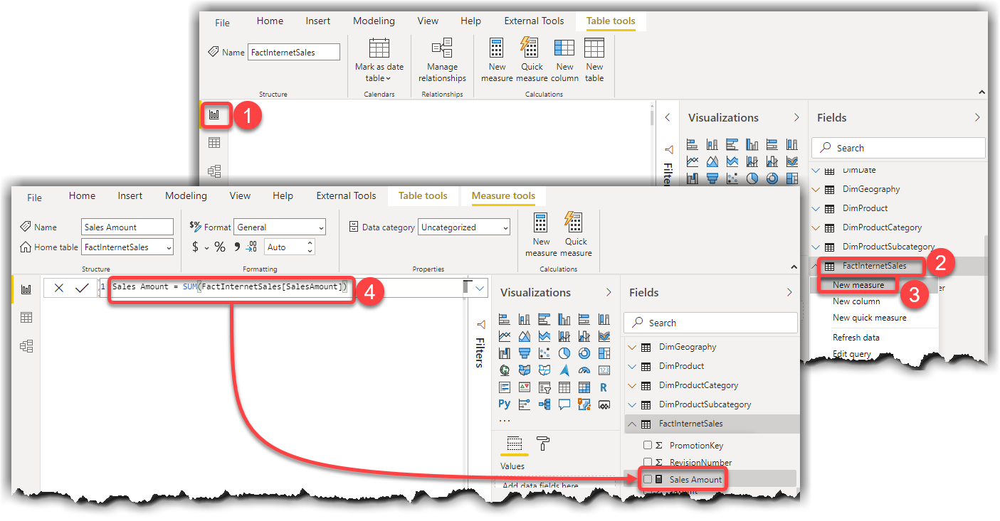 File Home Insert Modeling View Help External Tools Table tools
Name FactInternetSales
Mark as date table
Manage relationships
New measure
Quick measure
New column
New table
Structure Calendars Relationships Calculations
1
Visualizations
Filters
Fields
Search
DimDate
DimGeography
DimProduct
DimProductCategory
DimProductSubcategory
FactInternetSales
2
New measure
3
New column
New quick measure
Refresh data
Edit query
File Home Insert Modeling View Help External Tools Table tools Measure tools
Name Sales Amount
Home table FactInternetSales
Structure
$% Format General
$ % 9 .00 Auto
Formatting
Data category Uncategorized
Properties
New measure
Quick measure
Calculations
1 Sales Amount = SUM(FactInternetSales[SalesAmount])
4
Filters
Visualizations
123
R
Py
...
Values
Add data fields here
Fields
Search
DimGeography
DimProduct
DimProductCategory
DimProductSubcategory
FactInternetSales
Σ PromotionKey
Σ RevisionNumber
Sales Amount